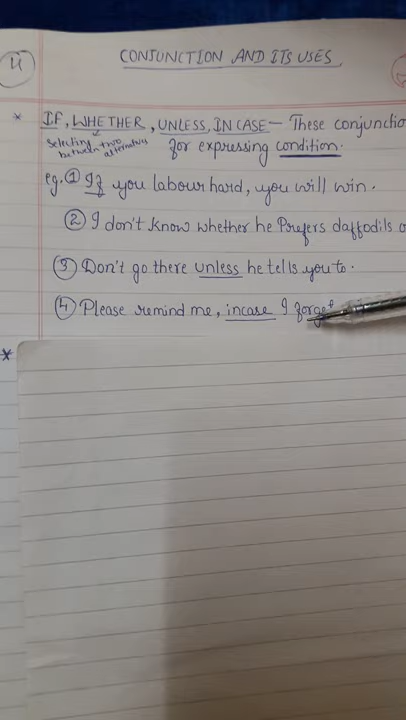 4
CONJUNCTION AND ITS USES
* IF, WHETHER, UNLESS, IN CASE - These conjunctio
selecting between two alternatives
for expressing condition.
eg. ① If you labour hard, you will win.
② I don't know whether he Prefers daffodils o
③ Don't go there unless he tells you to.
④ Please remind me, incase I forget
*